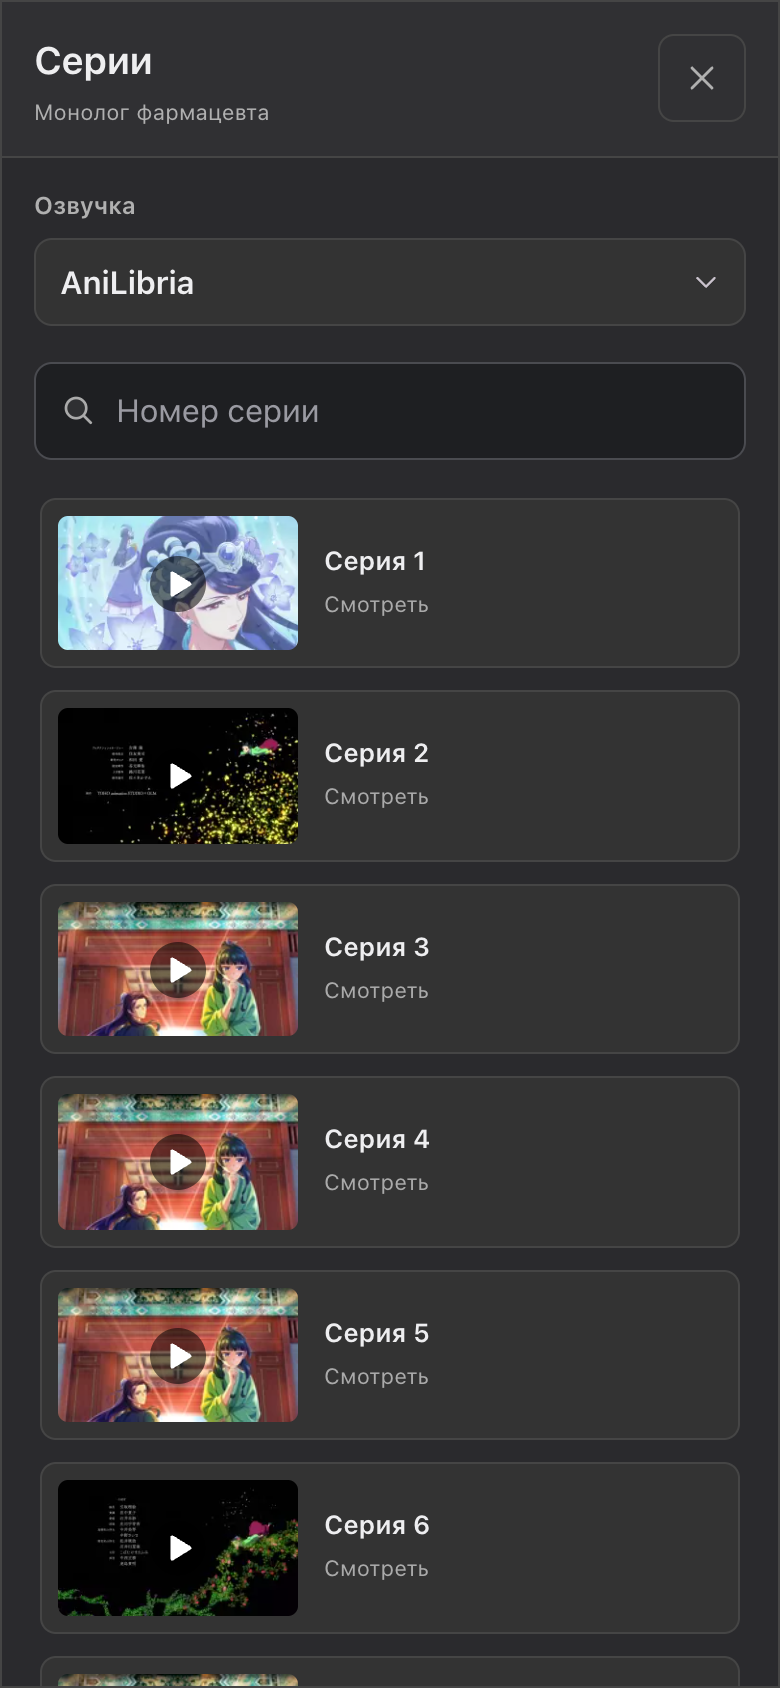 Серии
Монолог фармацевта
Озвучка
AniLibria
Номер серии
Серия 1
Смотреть
Серия 2
Смотреть
Серия 3
Смотреть
Серия 4
Смотреть
Серия 5
Смотреть
Серия 6
Смотреть